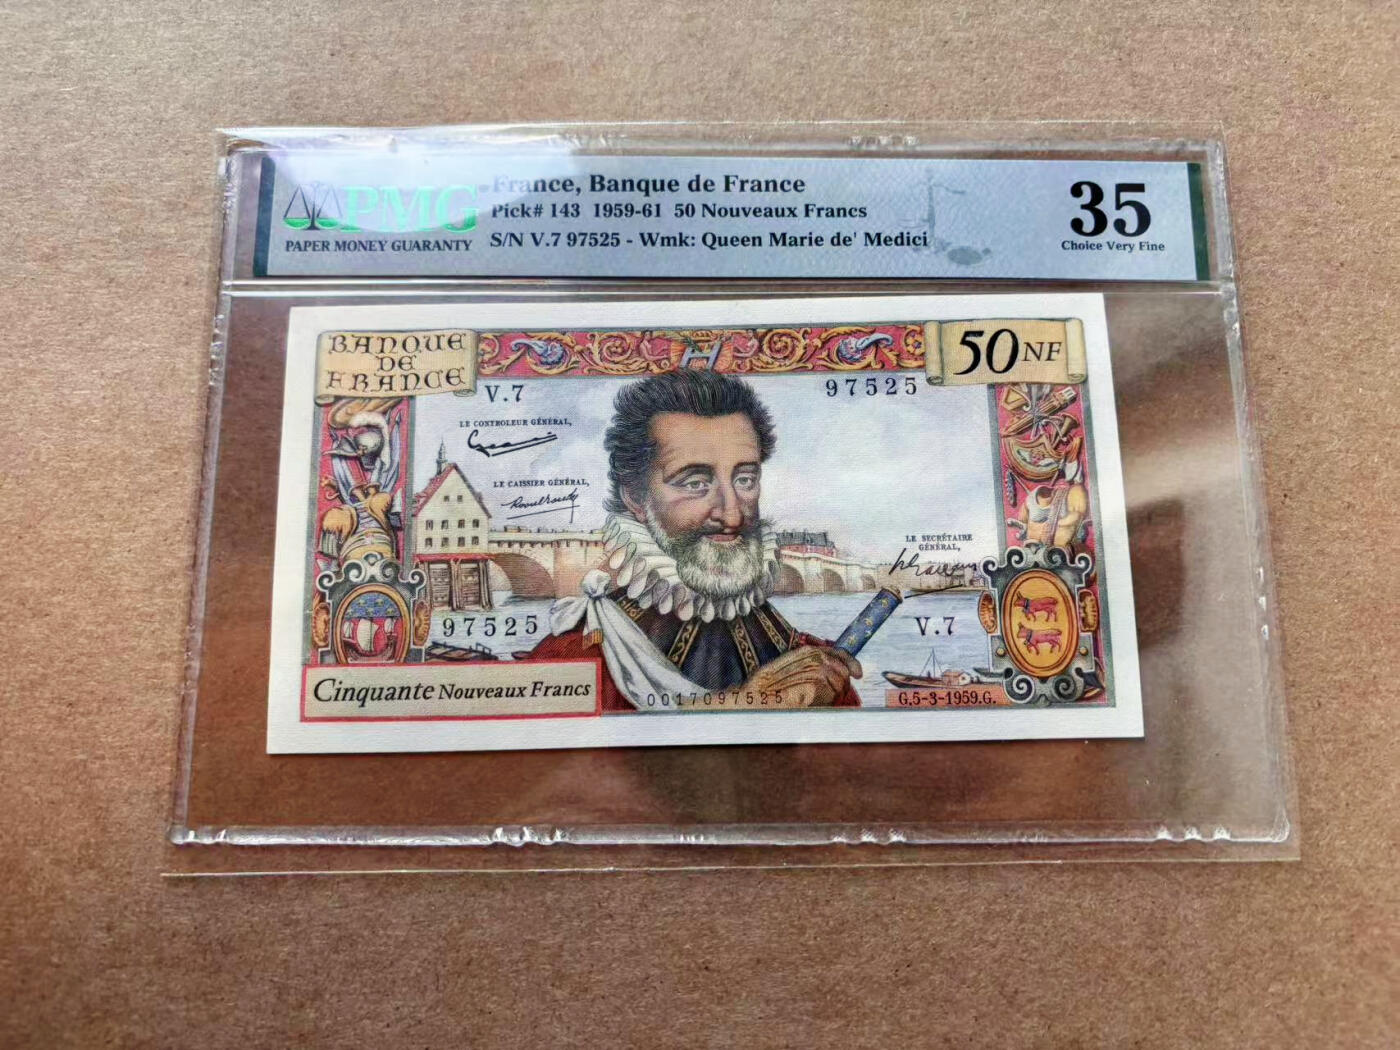 PMG
PAPER MONEY GUARANTY
France, Banque de France
Pick# 143 1959-61 50 Nouveaux Francs
S/N V.7 97525 - Wmk: Queen Marie de' Medici
35
Choice Very Fine
BANQUE
DE
FRANCE
50 NF
V.7
97525
LE CONTROLEUR GÉNÉRAL,
LE CAISSIER GÉNÉRAL,
LE SECRÉTAIRE
GÉNÉRAL,
97525
V.7
Cinquante Nouveaux Francs
0017097525
G.5-3-1959.G.